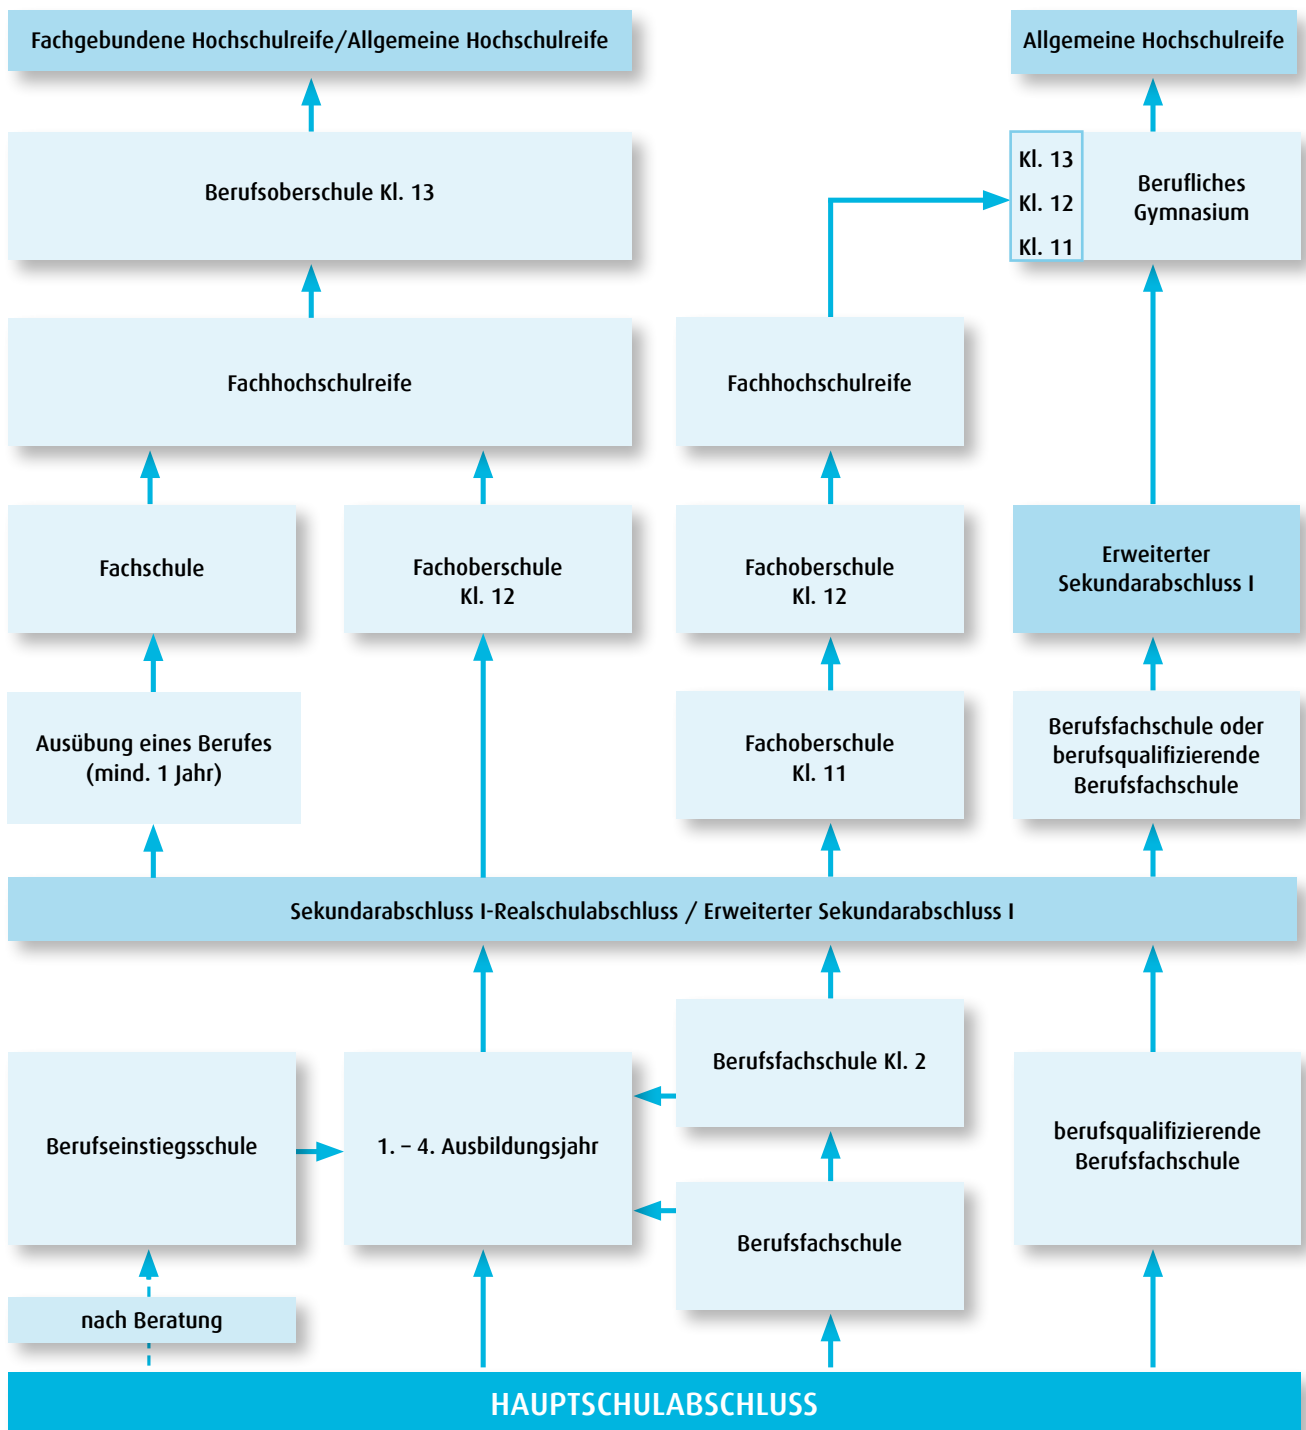 Fachgebundene Hochschulreife/Allgemeine Hochschulreife
Allgemeine Hochschulreife
Berufsoberschule Kl. 13
Kl. 13
Kl. 12
Kl. 11
Berufliches
Gymnasium
Fachhochschulreife
Fachhochschulreife
Fachschule
Fachoberschule
Kl. 12
Fachoberschule
Kl. 12
Erweiterter
Sekundarabschluss I
Ausübung eines Berufes
(mind. 1 Jahr)
Fachoberschule
Kl. 11
Berufsfachschule oder
berufsqualifizierende
Berufsfachschule
Sekundarabschluss I-Realschulabschluss / Erweiterter Sekundarabschluss I
Berufseinstiegsschule
1. – 4. Ausbildungsjahr
Berufsfachschule Kl. 2
Berufsfachschule
berufsqualifizierende
Berufsfachschule
nach Beratung
HAUPTSCHULABSCHLUSS